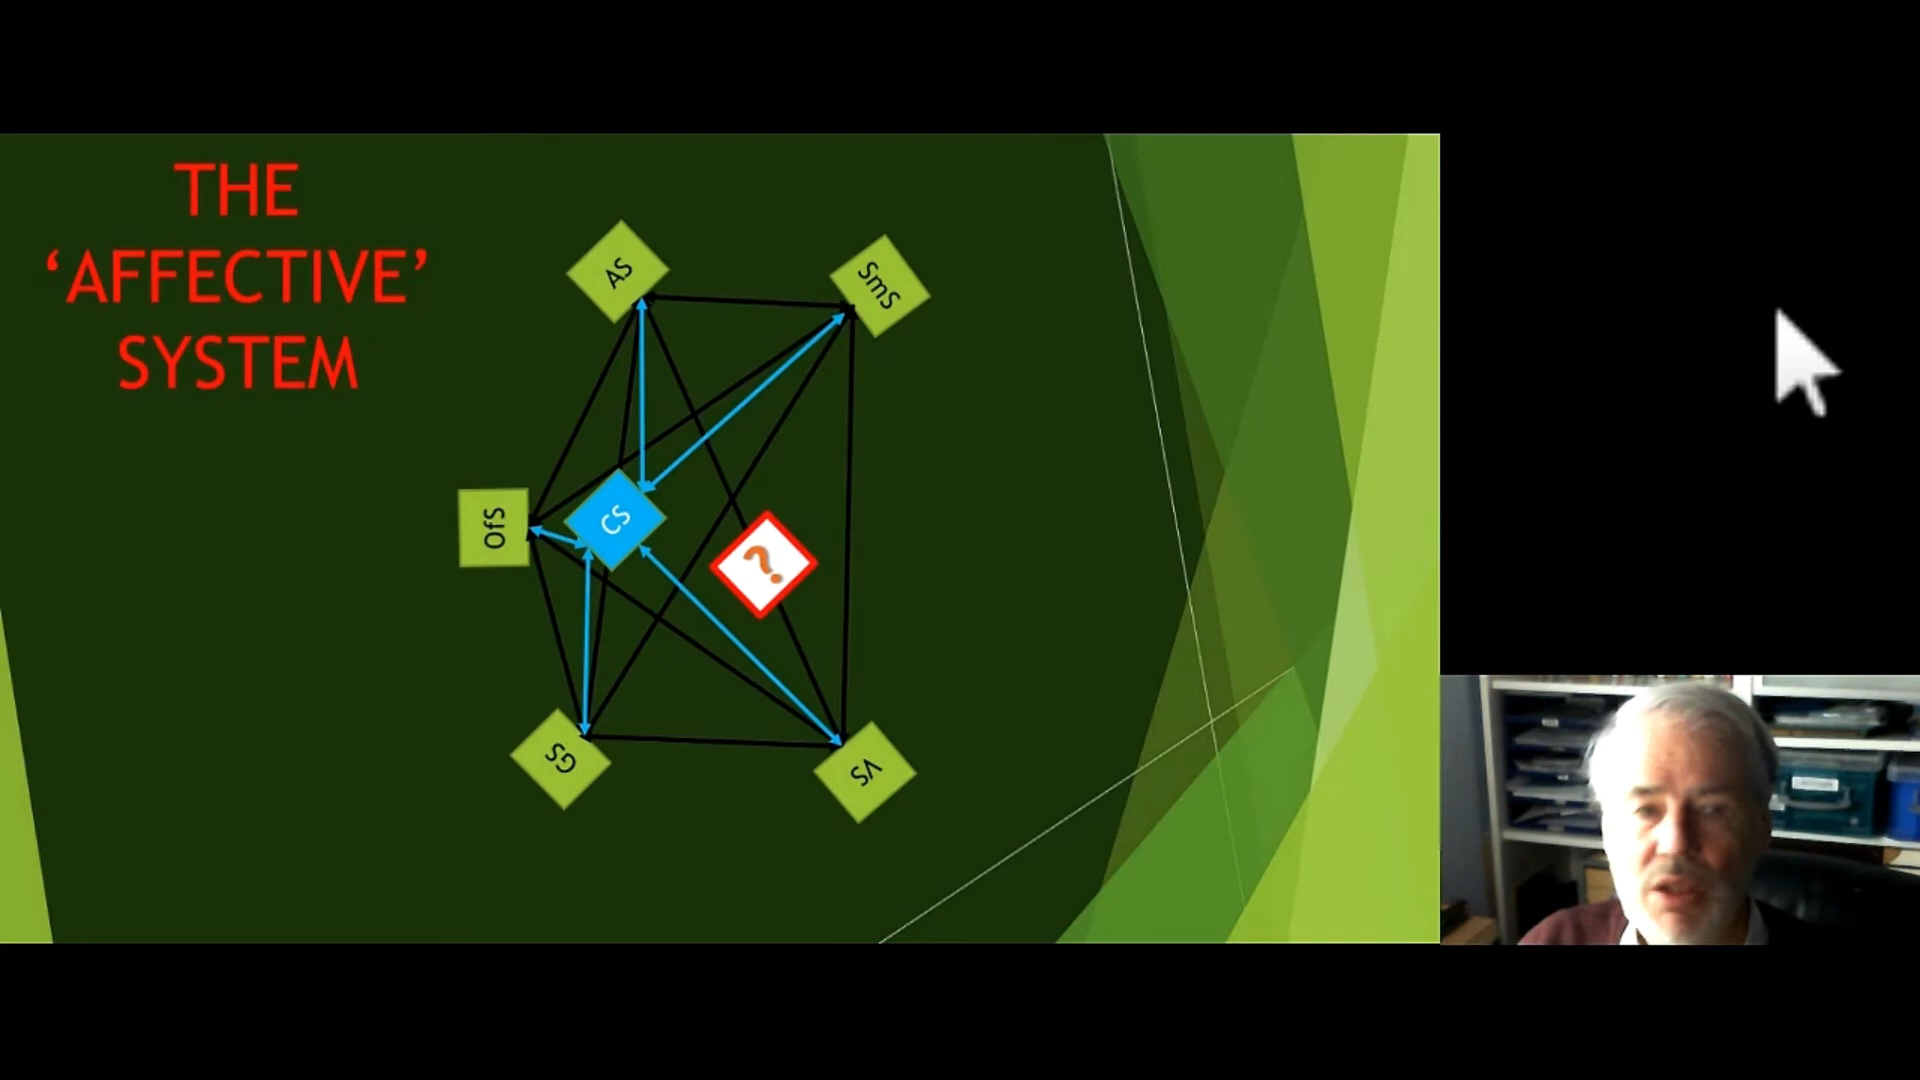 THE
‘AFFECTIVE’
SYSTEM
AS
SmS
OfS
CS
?
GS
VS